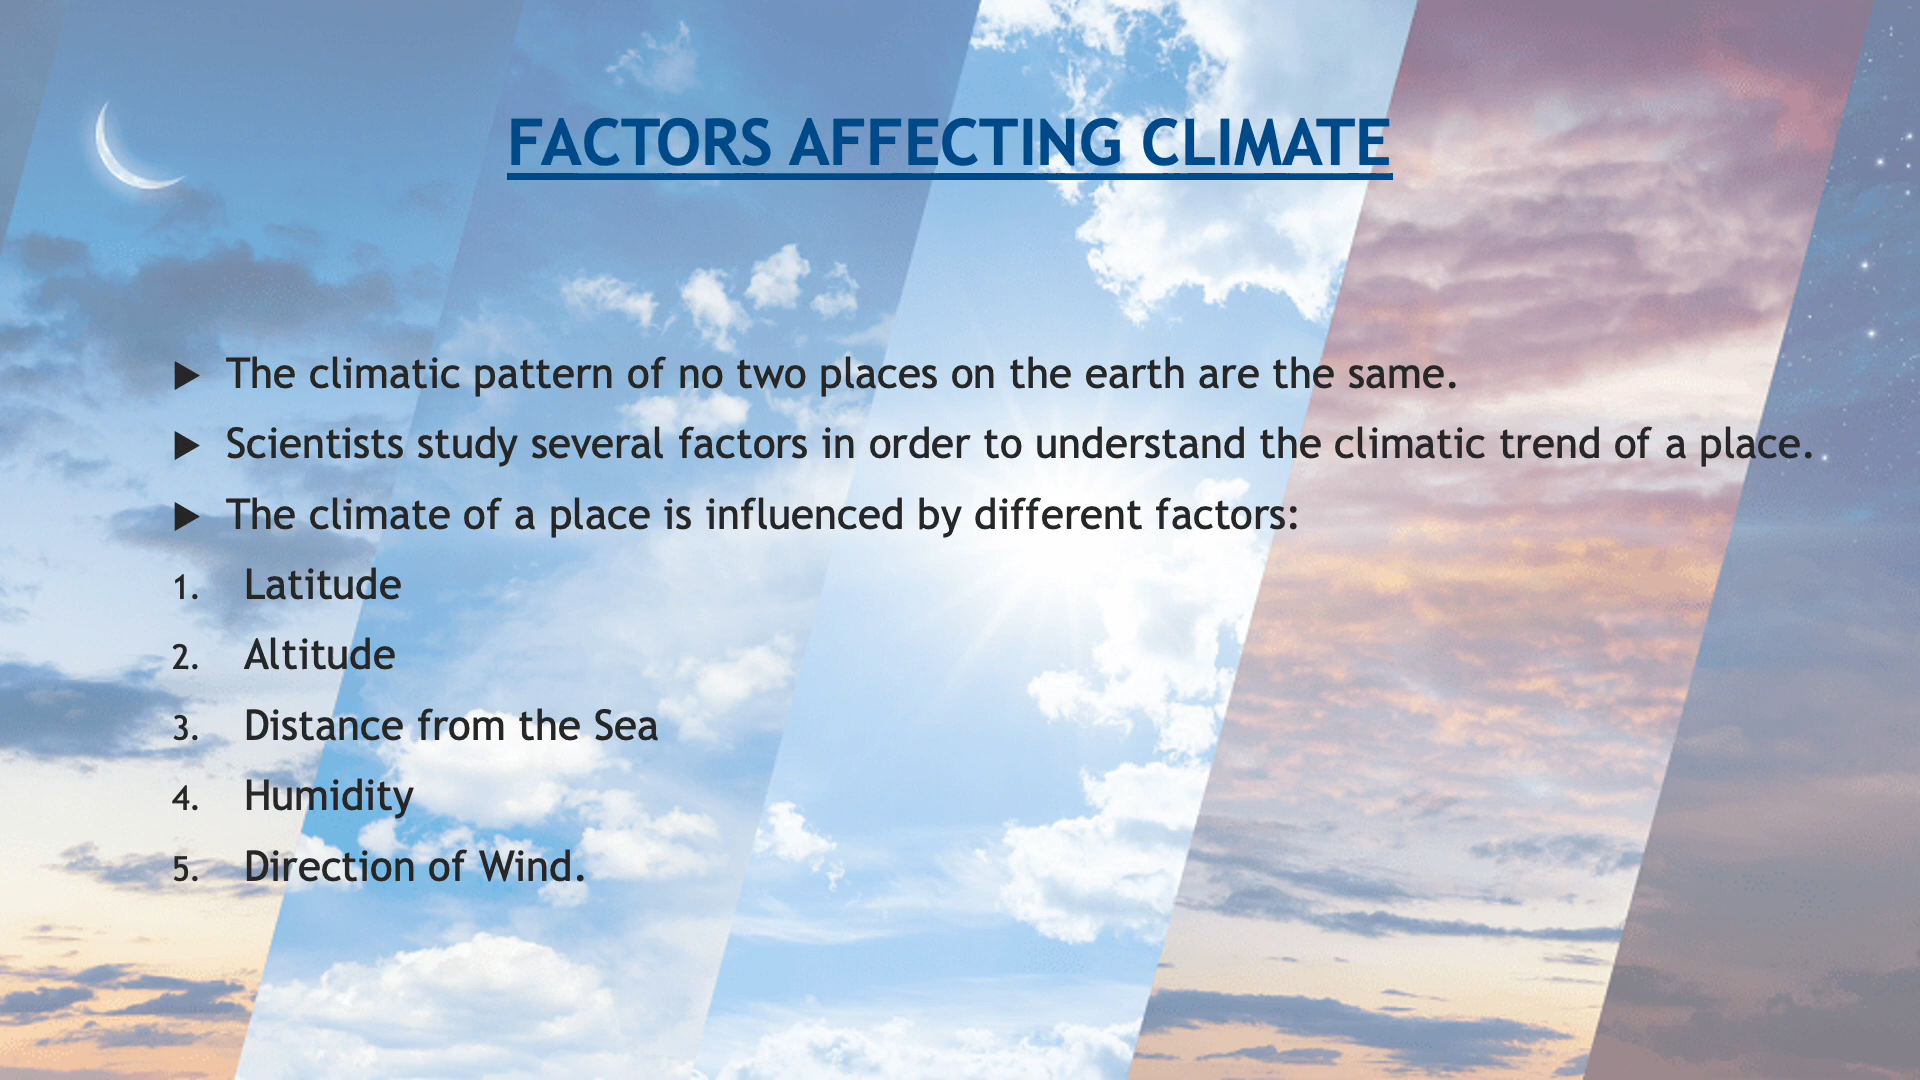 FACTORS AFFECTING CLIMATE
▶ The climatic pattern of no two places on the earth are the same.
▶ Scientists study several factors in order to understand the climatic trend of a place.
▶ The climate of a place is influenced by different factors:
1. Latitude
2. Altitude
3. Distance from the Sea
4. Humidity
5. Direction of Wind.